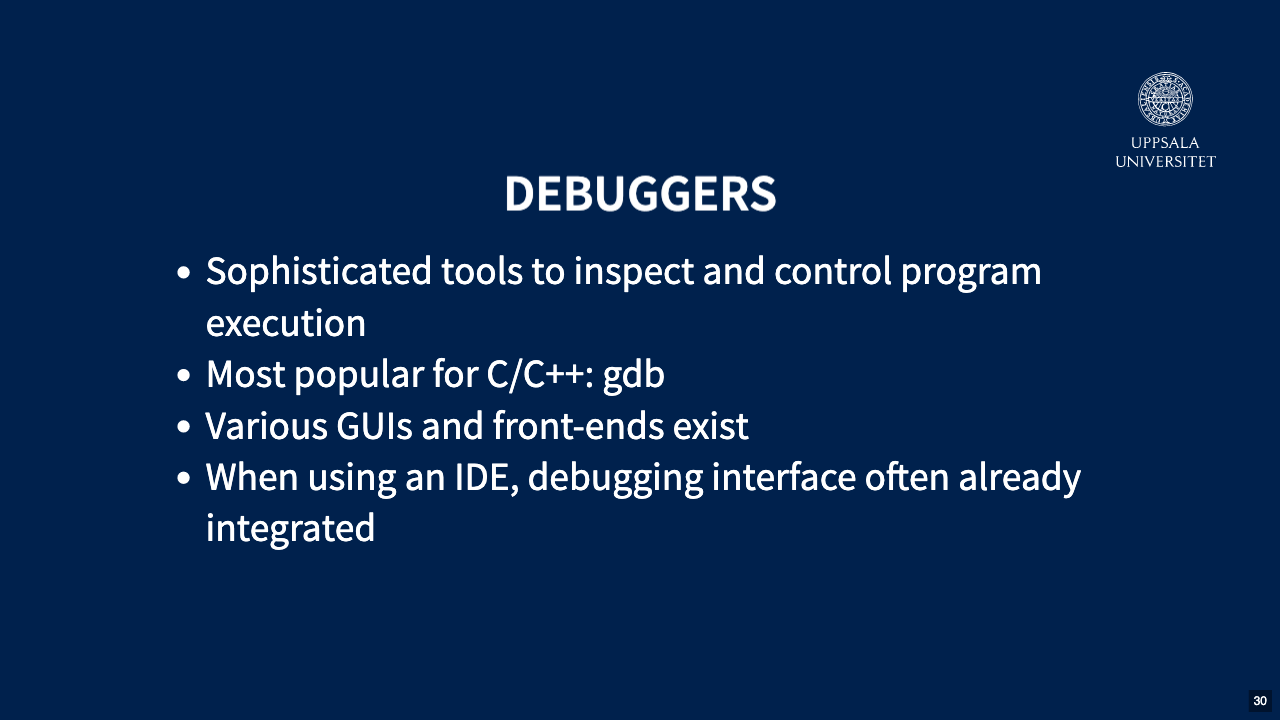 UPPSALA
UNIVERSITET
DEBUGGERS
• Sophisticated tools to inspect and control program
execution
• Most popular for C/C++: gdb
• Various GUIs and front-ends exist
• When using an IDE, debugging interface often already
integrated
30